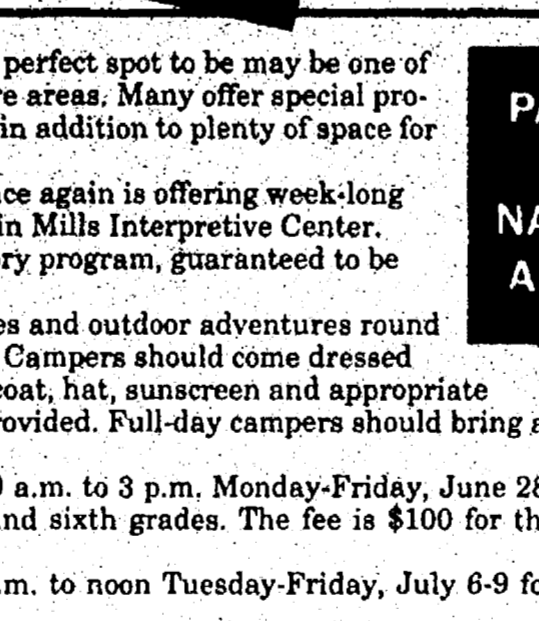 perfect spot to be may be one of
re areas. Many offer special pro-
in addition to plenty of space for
ce again is offering week-long
in Mills Interpretive Center.
ry program, guaranteed to be
es and outdoor adventures round
Campers should come dressed
coat, hat, sunscreen and appropriate
rovided. Full-day campers should bring a
0 a.m. to 3 p.m. Monday-Friday, June 28
nd sixth grades. The fee is $100 for th
.m. to noon Tuesday-Friday, July 6-9 fo
PA
NA
A